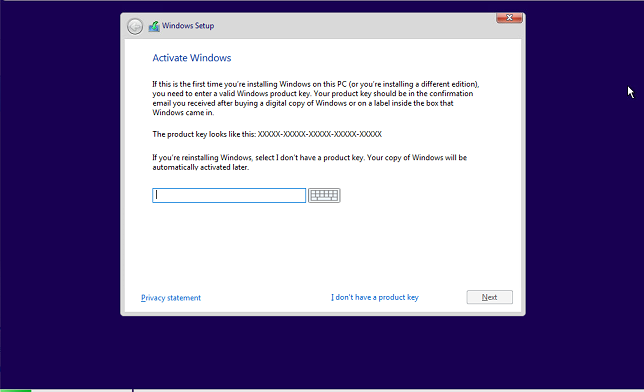 Windows Setup
Activate Windows
If this is the first time you're installing Windows on this PC (or you're installing a different edition),
you need to enter a valid Windows product key. Your product key should be in the confirmation
email you received after buying a digital copy of Windows or on a label inside the box that
Windows came in.
The product key looks like this: XXXXX-XXXXX-XXXXX-XXXXX-XXXXX
If you're reinstalling Windows, select I don't have a product key. Your copy of Windows will be
automatically activated later.
Privacy statement
I don't have a product key
Next